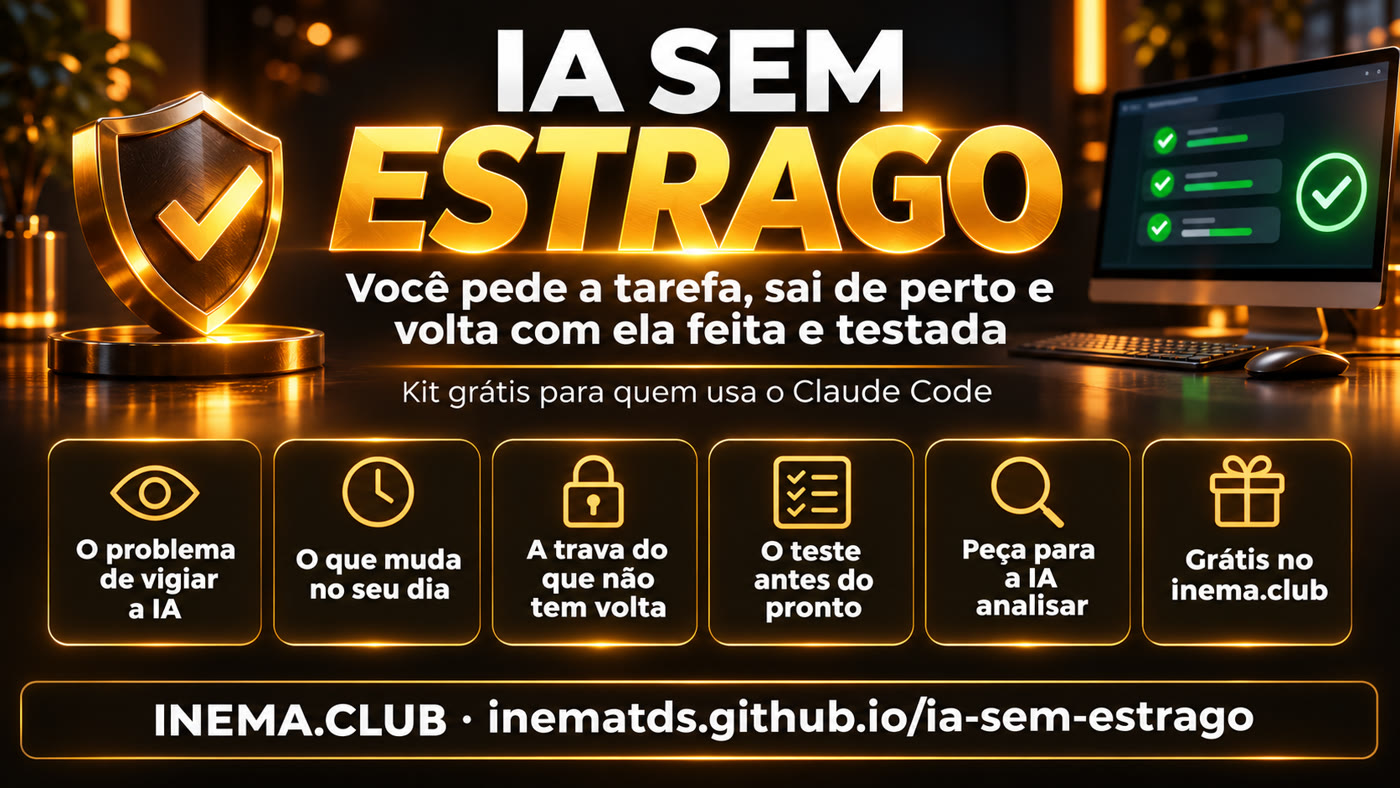 IA SEM
ESTRAGO
Você pede a tarefa, sai de perto e
volta com ela feita e testada
Kit grátis para quem usa o Claude Code
O problema
de vigiar
a IA
O que muda
no seu dia
A trava do
que não
tem volta
O teste
antes do
pronto
Peça para
a IA
analisar
Grátis no
inema.club
INEMA.CLUB · inematds.github.io/ia-sem-estrago